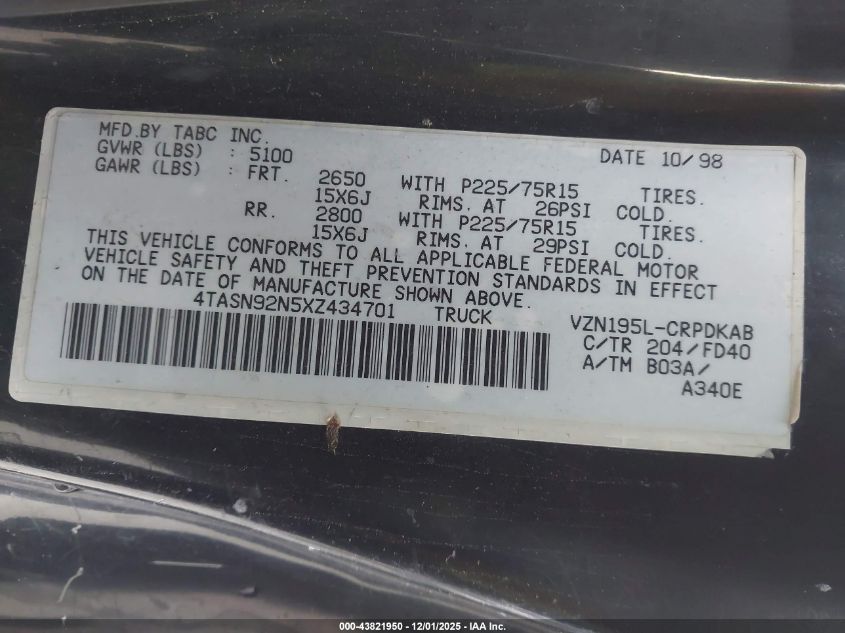 MFD.BY TABC INC. DATE 10/98
GVWR (LBS) : 5100
GAWR (LBS) : FRT. 2650 WITH P225/75R15 TIRES.
15X6J RIMS. AT 26PSI COLD.
RR. 2800 WITH P225/75R15 TIRES.
15X6J RIMS. AT 29PSI COLD.
THIS VEHICLE CONFORMS TO ALL APPLICABLE FEDERAL MOTOR
VEHICLE SAFETY AND THEFT PREVENTION STANDARDS IN EFFECT
ON THE DATE OF MANUFACTURE SHOWN ABOVE.
4TASN92N5XZ434701 TRUCK VZN195L-CRPDKAB
C/TR 204/FD40
A/TM B03A/
A340E
000-43821950 - 12/01/2025 - IAA Inc.